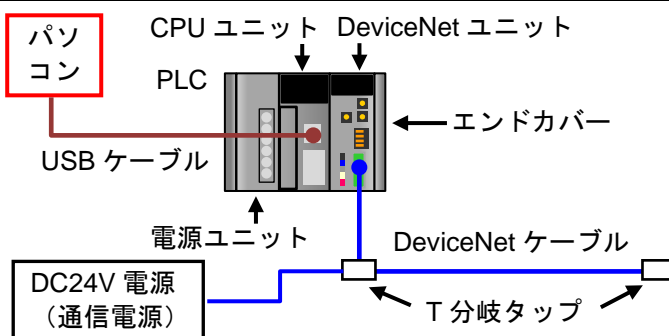 パソ
コン
CPU ユニット
DeviceNet ユニット
PLC
エンドカバー
USB ケーブル
電源ユニット
DeviceNet ケーブル
DC24V 電源
（通信電源）
T 分岐タップ